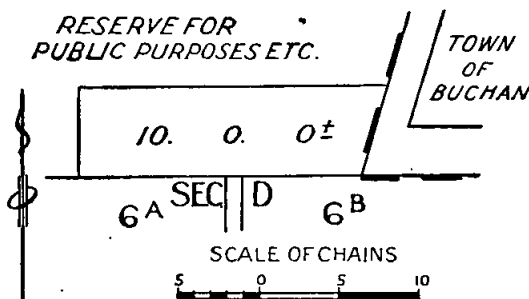 RESERVE FOR
PUBLIC PURPOSES ETC.
TOWN
OF
BUCHAN
10. 0. 0±
SEC D
6A 6B
SCALE OF CHAINS
5 0 5 10